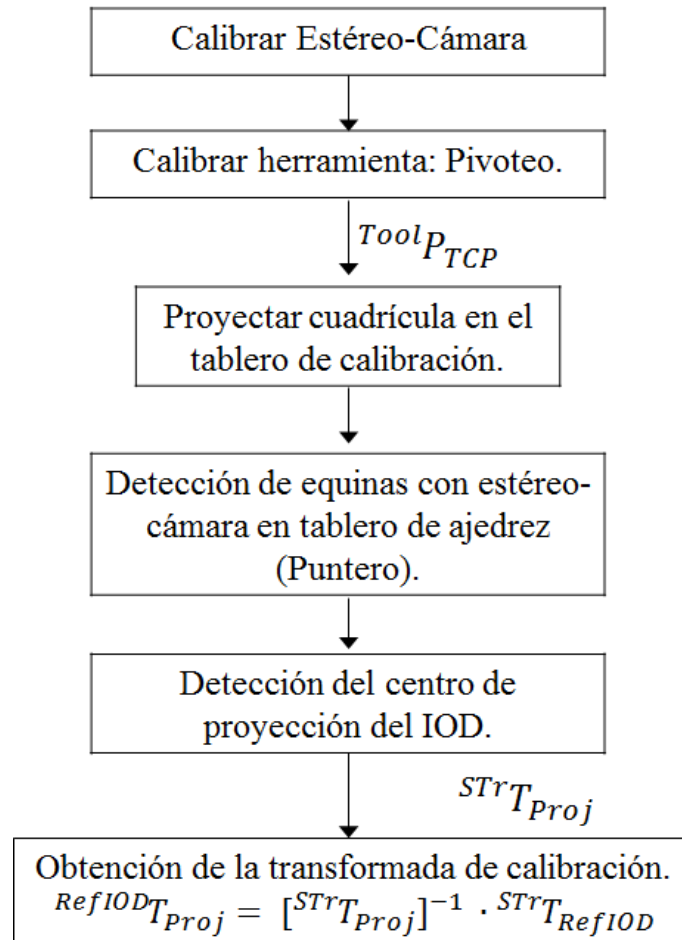 Calibrar Estéreo-Cámara
Calibrar herramienta: Pivoteo.
^{Tool}P_{TCP}
Proyectar cuadrícula en el
tablero de calibración.
Detección de equinas con estéreo-
cámara en tablero de ajedrez
(Puntero).
Detección del centro de
proyección del IOD.
^{STr}T_{Proj}
Obtención de la transformada de calibración.
^{RefIOD}T_{Proj} = [^{STr}T_{Proj}]^{-1} · ^{STr}T_{RefIOD}